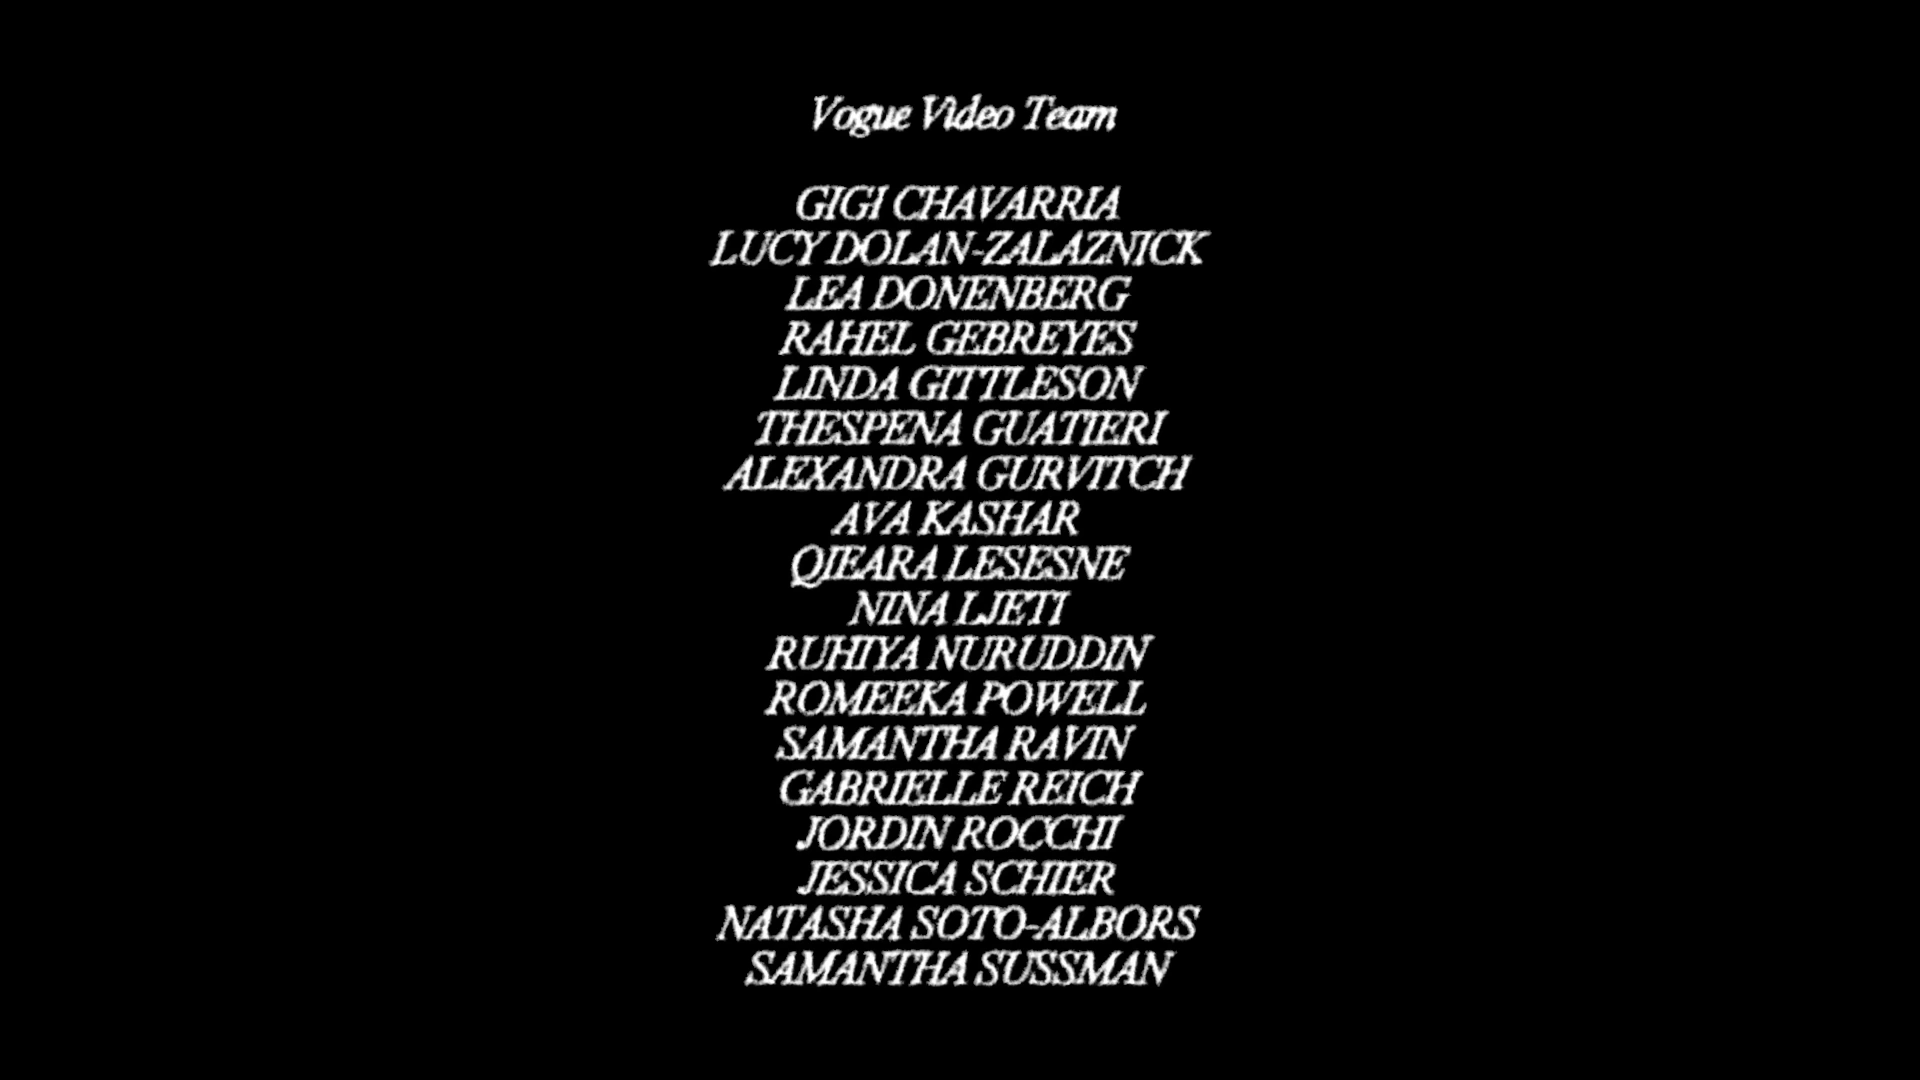 Vogue Video Team
GIGI CHAVARRIA
LUCY DOLAN-ZALAZNICK
LEA DONENBERG
RAHEL GEBREYES
LINDA GITTLESON
THESPENA GUATIERI
ALEXANDRA GURVITCH
AVA KASHAR
QIEARA LESESNE
NINA LJETI
RUHIYA NURUDDIN
ROMEEKA POWELL
SAMANTHA RAVIN
GABRIELLE REICH
JORDIN ROCCHI
JESSICA SCHIER
NATASHA SOTO-ALBORS
SAMANTHA SUSSMAN